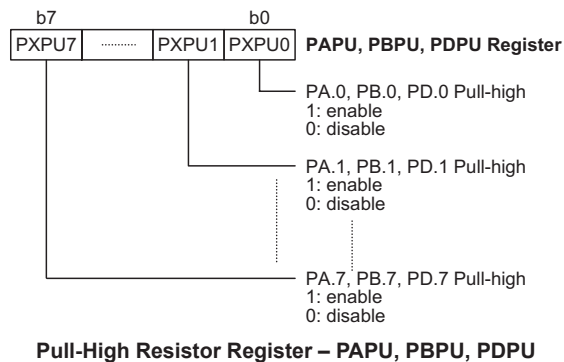 b7 b0
PXPU7 PXPU1 PXPU0 PAPU, PBPU, PDPU Register
PA.0, PB.0, PD.0 Pull-high
1: enable
0: disable
PA.1, PB.1, PD.1 Pull-high
1: enable
0: disable
PA.7, PB.7, PD.7 Pull-high
1: enable
0: disable
Pull-High Resistor Register – PAPU, PBPU, PDPU